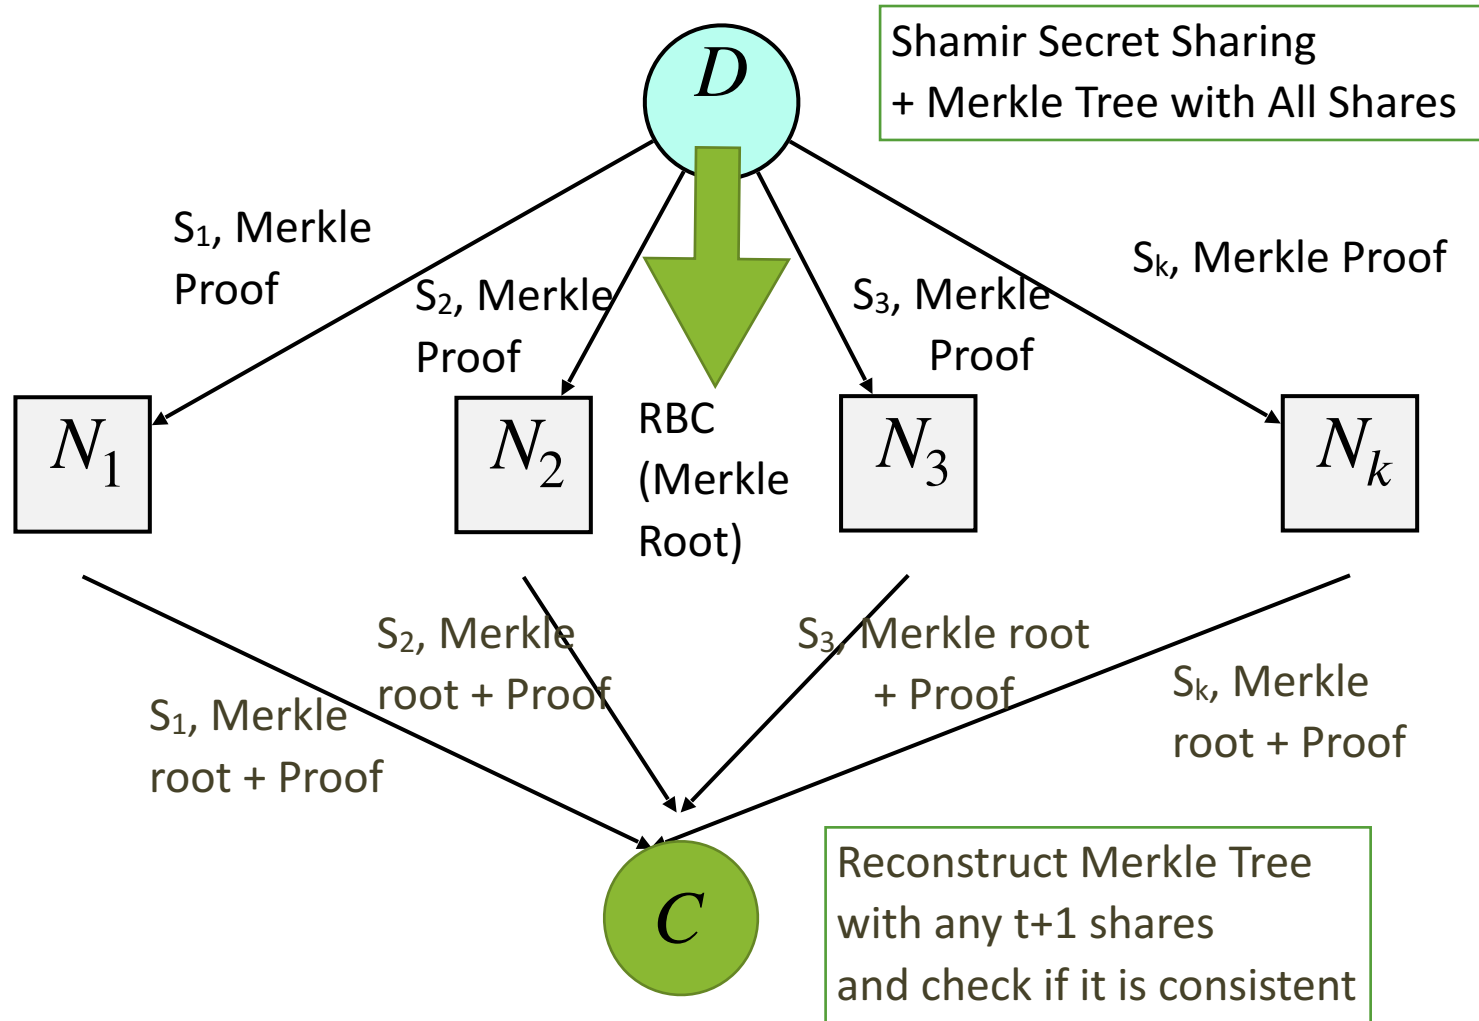 D
Shamir Secret Sharing
+ Merkle Tree with All Shares
S₁, Merkle
Proof
S₂, Merkle
Proof
S₃, Merkle
Proof
Sₖ, Merkle Proof
N₁
N₂
RBC
(Merkle
Root)
N₃
Nₖ
S₁, Merkle
root + Proof
S₂, Merkle
root + Proof
S₃, Merkle root
+ Proof
Sₖ, Merkle
root + Proof
C
Reconstruct Merkle Tree
with any t+1 shares
and check if it is consistent